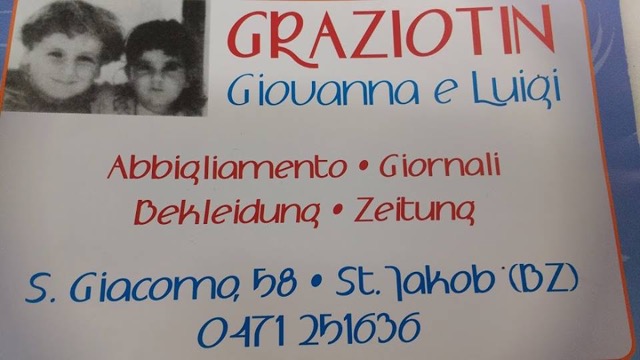 GRAZIOTIN
Giovanna e Luigi
Abbigliamento • Giornali
Bekleidung • Zeitung
S. Giacomo, 58 • St. Jakob (BZ)
0471 251636